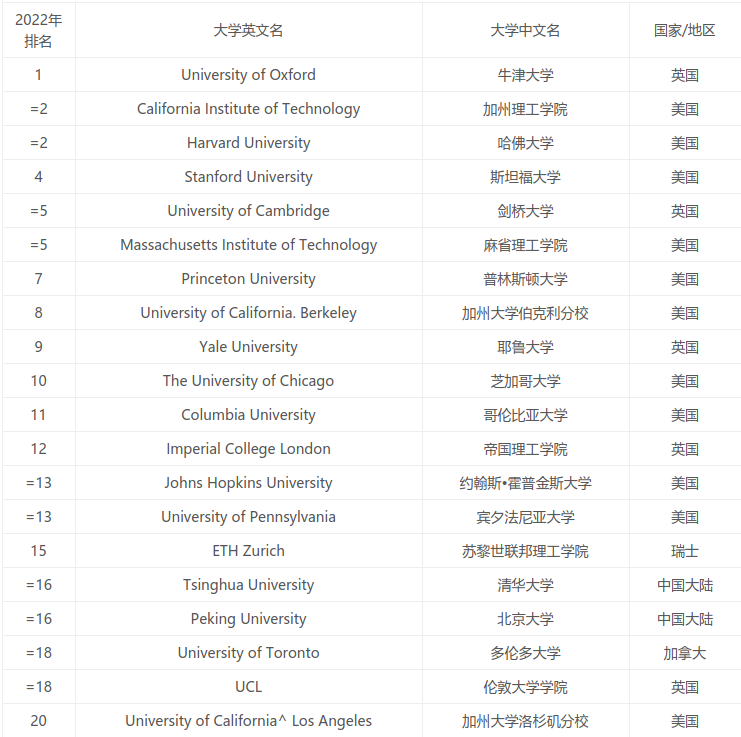 2022年
排名 大学英文名 大学中文名 国家/地区
1 University of Oxford 牛津大学 英国
=2 California Institute of Technology 加州理工学院 美国
=2 Harvard University 哈佛大学 美国
4 Stanford University 斯坦福大学 美国
=5 University of Cambridge 剑桥大学 英国
=5 Massachusetts Institute of Technology 麻省理工学院 美国
7 Princeton University 普林斯顿大学 美国
8 University of California. Berkeley 加州大学伯克利分校 美国
9 Yale University 耶鲁大学 英国
10 The University of Chicago 芝加哥大学 美国
11 Columbia University 哥伦比亚大学 美国
12 Imperial College London 帝国理工学院 英国
=13 Johns Hopkins University 约翰斯•霍普金斯大学 美国
=13 University of Pennsylvania 宾夕法尼亚大学 美国
15 ETH Zurich 苏黎世联邦理工学院 瑞士
=16 Tsinghua University 清华大学 中国大陆
=16 Peking University 北京大学 中国大陆
=18 University of Toronto 多伦多大学 加拿大
=18 UCL 伦敦大学学院 英国
20 University of California^ Los Angeles 加州大学洛杉矶分校 美国